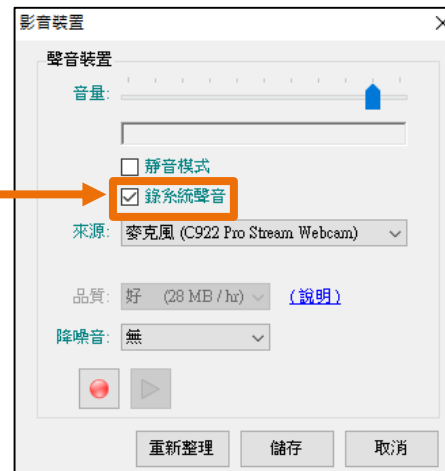 影音裝置
聲音裝置
音量:
靜音模式
錄系統聲音
來源: 麥克風 (C922 Pro Stream Webcam)
品質: 好 (28 MB / hr) (說明)
降噪音: 無
重新整理 儲存 取消